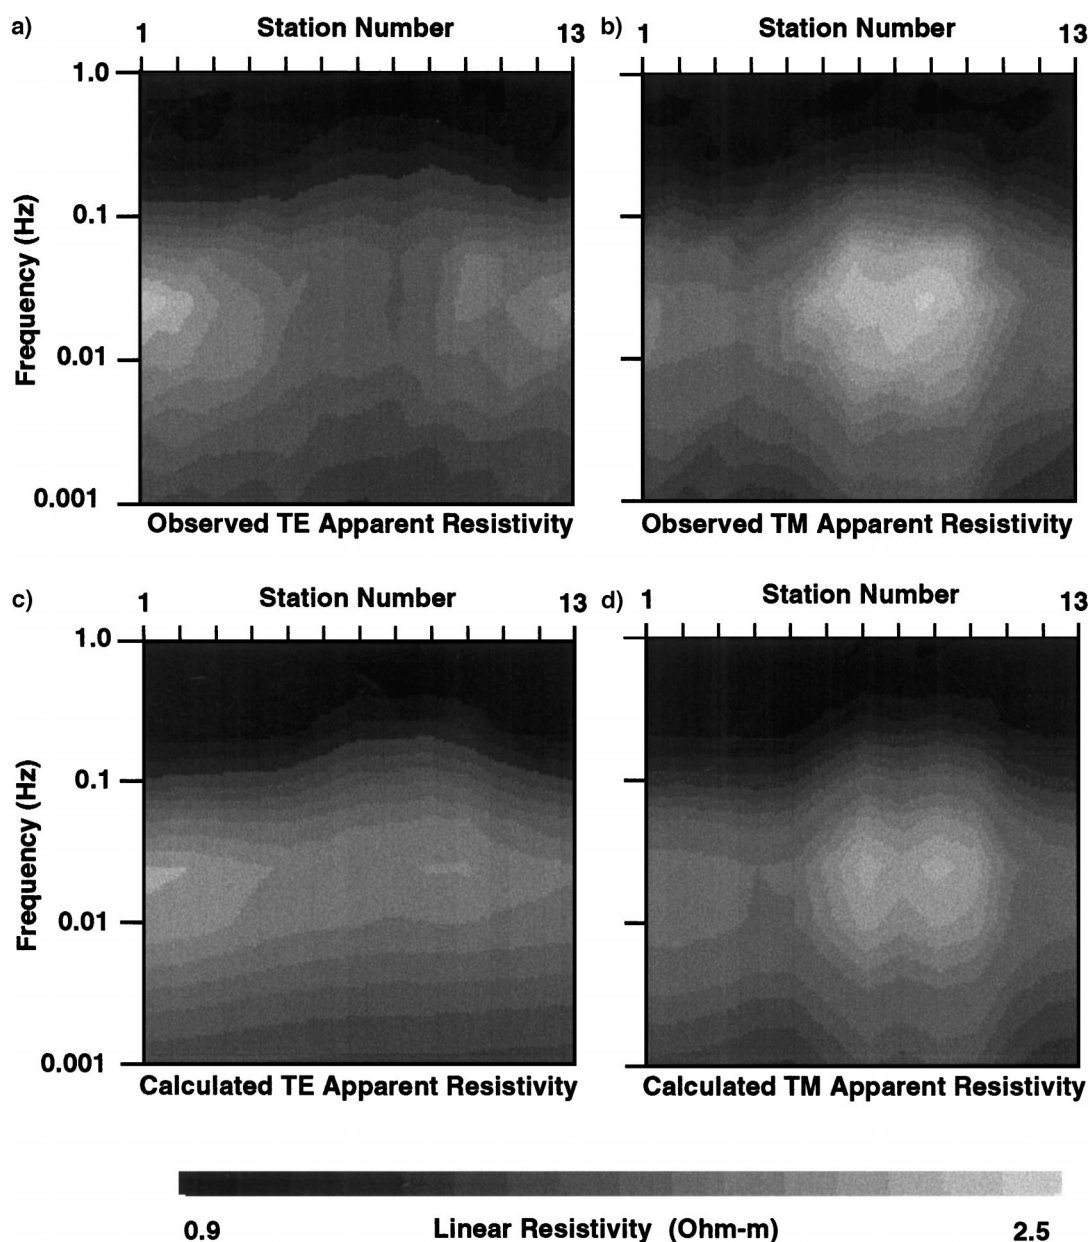 a) 1 Station Number 13
b) 1 Station Number 13
1.0
0.1
0.01
0.001
Frequency (Hz)
Observed TE Apparent Resistivity
Observed TM Apparent Resistivity
c) 1 Station Number 13
d) 1 Station Number 13
1.0
0.1
0.01
0.001
Frequency (Hz)
Calculated TE Apparent Resistivity
Calculated TM Apparent Resistivity
0.9 Linear Resistivity (Ohm-m) 2.5